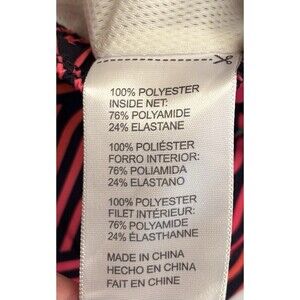 100% POLYESTER
INSIDE NET:
76% POLYAMIDE
24% ELASTANE
100% POLIÉSTER
FORRO INTERIOR:
76% POLIAMIDA
24% ELASTANO
100% POLYESTER
FILET INTÉRIEUR:
76% POLYAMIDE
24% ÉLASTHANNE
MADE IN CHINA
HECHO EN CHINA
FAIT EN CHINE